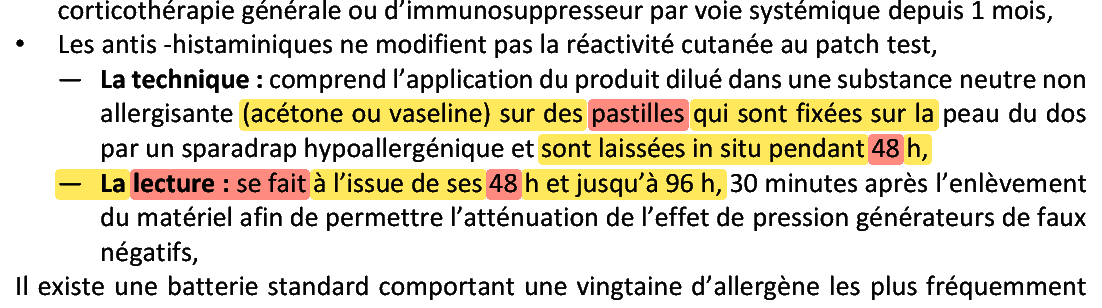 corticothérapie générale ou d’immunosuppresseur par voie systémique depuis 1 mois,
• Les antis -histaminiques ne modifient pas la réactivité cutanée au patch test,
— La technique : comprend l’application du produit dilué dans une substance neutre non
allergisante (acétone ou vaseline) sur des pastilles qui sont fixées sur la peau du dos
par un sparadrap hypoallergénique et sont laissées in situ pendant 48 h,
— La lecture : se fait à l’issue de ses 48 h et jusqu’à 96 h, 30 minutes après l’enlèvement
du matériel afin de permettre l’atténuation de l’effet de pression générateurs de faux
négatifs,
Il existe une batterie standard comportant une vingtaine d’allergène les plus fréquemment